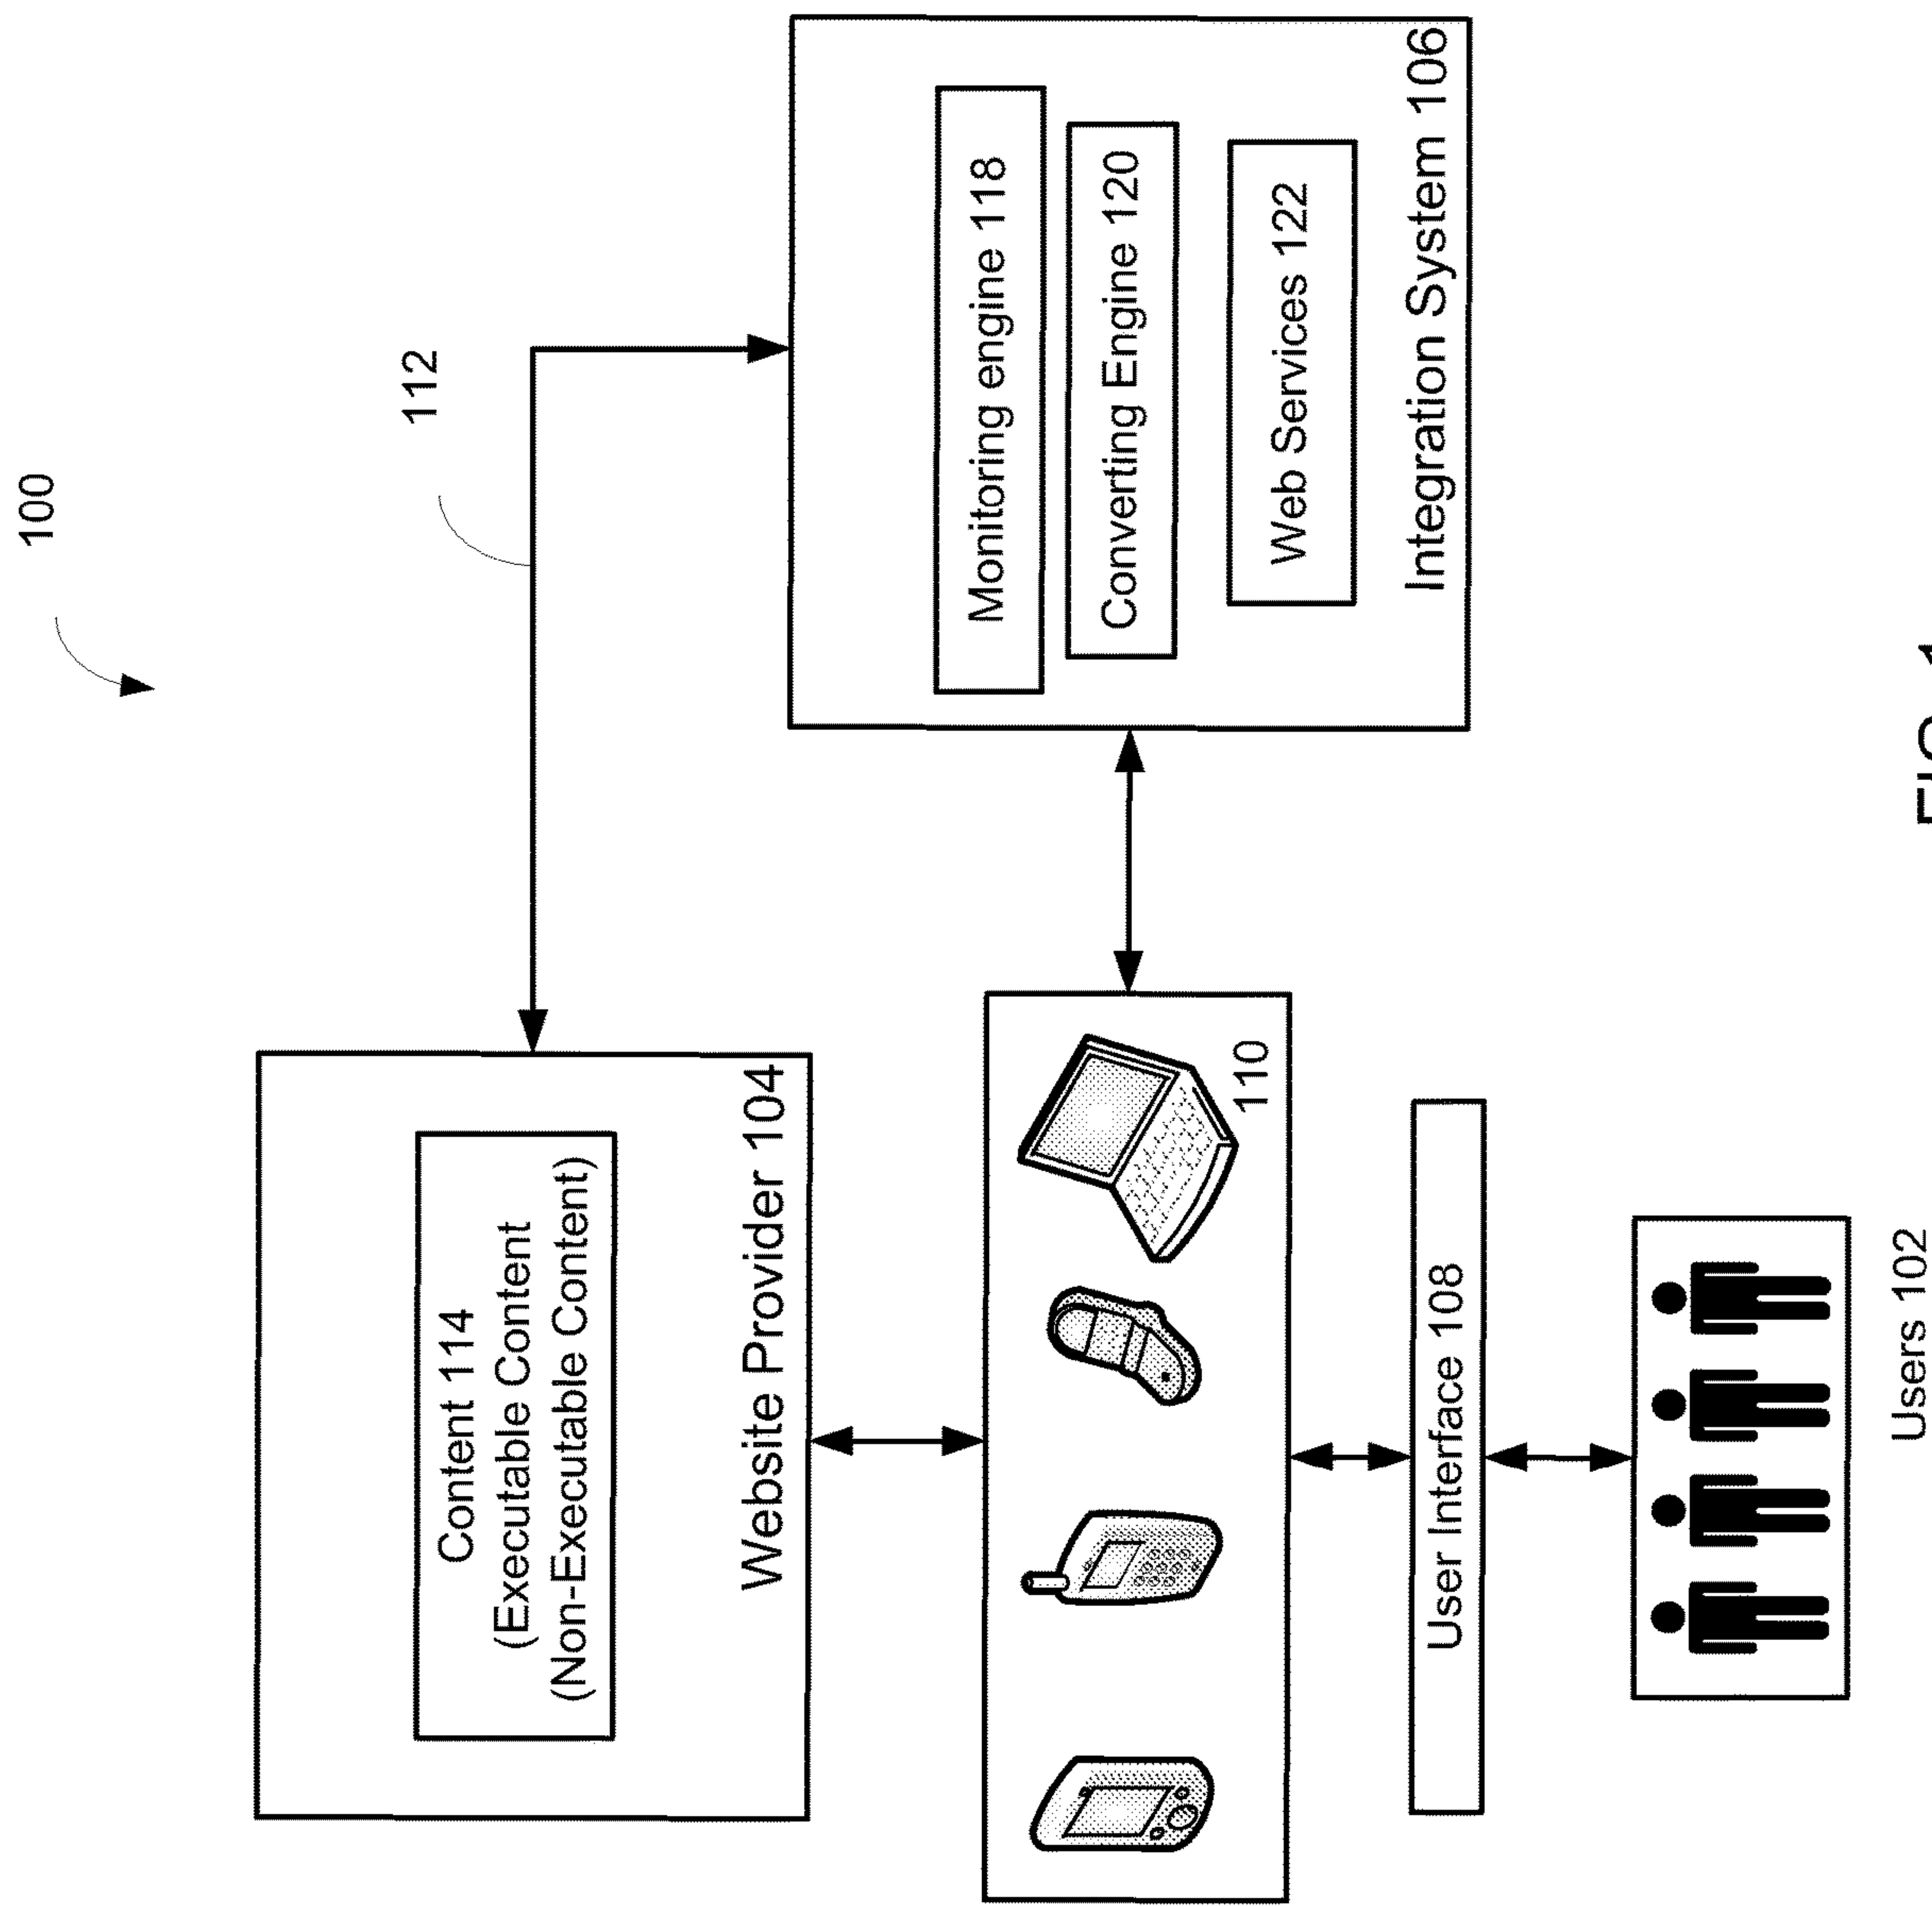 100
112
Content 114
(Executable Content
(Non-Executable Content)
Website Provider 104
Monitoring engine 118
Converting Engine 120
Web Services 122
Integration System 106
110
User Interface 108
Users 102